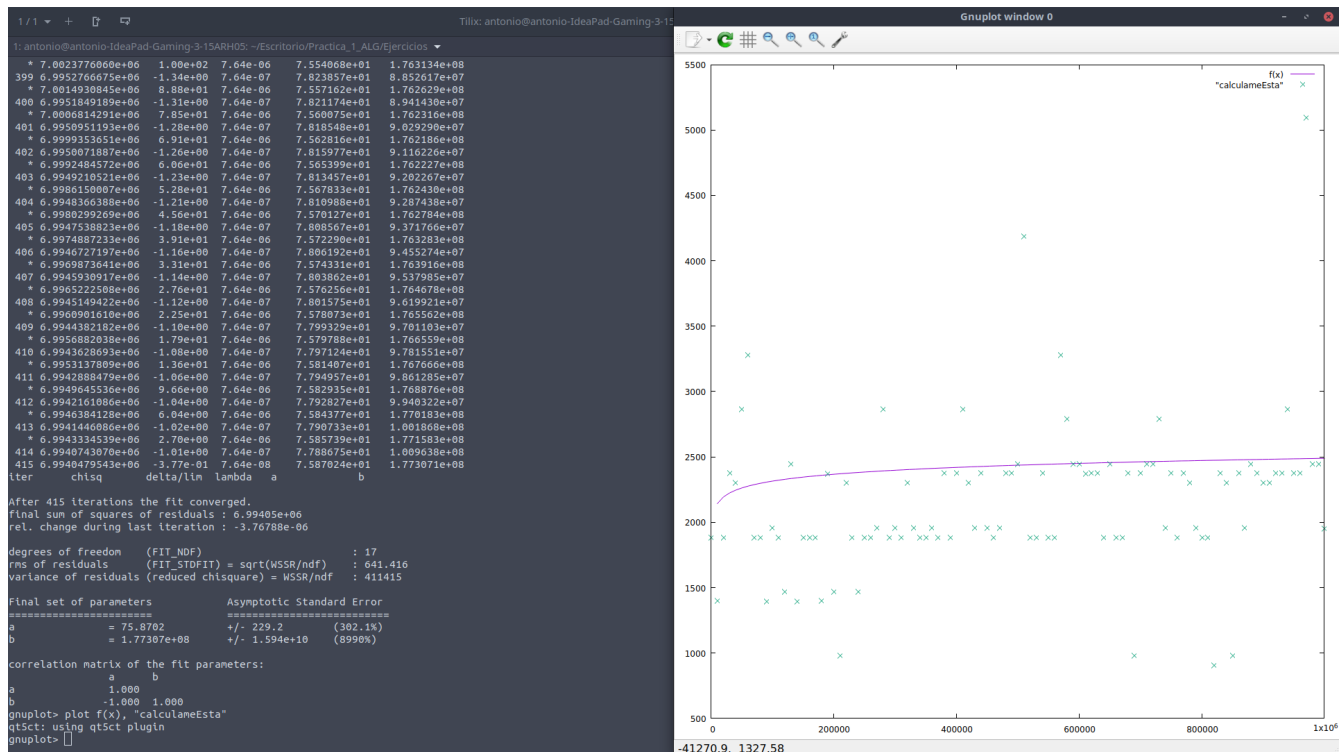 1 / 1
Tilix: antonio@antonio-IdeaPad-Gaming-3-15
1: antonio@antonio-IdeaPad-Gaming-3-15ARH05: ~/Escritorio/Practica_1_ALG/Ejercicios
* 7.0023776060e+06 1.00e+02 7.64e-06 7.554068e+01 1.763134e+08
399 6.9952766675e+06 -1.34e+00 7.64e-07 7.823857e+01 8.852617e+07
* 7.0014930845e+06 8.88e+01 7.64e-06 7.557162e+01 1.762629e+08
400 6.9951849189e+06 -1.31e+00 7.64e-07 7.821174e+01 8.941430e+07
* 7.0006814291e+06 7.85e+01 7.64e-06 7.560075e+01 1.762316e+08
401 6.9950951193e+06 -1.28e+00 7.64e-07 7.818548e+01 9.029290e+07
* 6.9999353651e+06 6.91e+01 7.64e-06 7.562816e+01 1.762186e+08
402 6.9950071887e+06 -1.26e+00 7.64e-07 7.815977e+01 9.116226e+07
* 6.9992484572e+06 6.06e+01 7.64e-06 7.565399e+01 1.762227e+08
403 6.9949210521e+06 -1.23e+00 7.64e-07 7.813457e+01 9.202267e+07
* 6.9986150007e+06 5.28e+01 7.64e-06 7.567833e+01 1.762430e+08
404 6.9948366388e+06 -1.21e+00 7.64e-07 7.810988e+01 9.287438e+07
* 6.9980299269e+06 4.56e+01 7.64e-06 7.570127e+01 1.762784e+08
405 6.9947538823e+06 -1.18e+00 7.64e-07 7.808567e+01 9.371766e+07
* 6.9974887233e+06 3.91e+01 7.64e-06 7.572290e+01 1.763283e+08
406 6.9946727197e+06 -1.16e+00 7.64e-07 7.806192e+01 9.455274e+07
* 6.9969873641e+06 3.31e+01 7.64e-06 7.574331e+01 1.763916e+08
407 6.9945930917e+06 -1.14e+00 7.64e-07 7.803862e+01 9.537985e+07
* 6.9965222508e+06 2.76e+01 7.64e-06 7.576256e+01 1.764678e+08
408 6.9945149422e+06 -1.12e+00 7.64e-07 7.801575e+01 9.619921e+07
* 6.9960901610e+06 2.25e+01 7.64e-06 7.578073e+01 1.765562e+08
409 6.9944382182e+06 -1.10e+00 7.64e-07 7.799329e+01 9.701103e+07
* 6.9956882038e+06 1.79e+01 7.64e-06 7.579788e+01 1.766559e+08
410 6.9943628693e+06 -1.08e+00 7.64e-07 7.797124e+01 9.781551e+07
* 6.9953137809e+06 1.36e+01 7.64e-06 7.581407e+01 1.767666e+08
411 6.9942888479e+06 -1.06e+00 7.64e-07 7.794957e+01 9.861285e+07
* 6.9949645536e+06 9.66e+00 7.64e-06 7.582935e+01 1.768876e+08
412 6.9942161086e+06 -1.04e+00 7.64e-07 7.792827e+01 9.940322e+07
* 6.9946384128e+06 6.04e+00 7.64e-06 7.584377e+01 1.770183e+08
413 6.9941446086e+06 -1.02e+00 7.64e-07 7.790733e+01 1.001868e+08
* 6.9943334539e+06 2.70e+00 7.64e-06 7.585739e+01 1.771583e+08
414 6.9940743070e+06 -1.01e+00 7.64e-07 7.788675e+01 1.009638e+08
415 6.9940479543e+06 -3.77e-01 7.64e-08 7.587024e+01 1.773071e+08
iter chisq delta/lim lambda a b
After 415 iterations the fit converged.
final sum of squares of residuals : 6.99405e+06
rel. change during last iteration : -3.76788e-06
degrees of freedom (FIT_NDF) : 17
rms of residuals (FIT_STDFIT) = sqrt(WSSR/ndf) : 641.416
variance of residuals (reduced chisquare) = WSSR/ndf : 411415
Final set of parameters Asymptotic Standard Error
======================= ==========================
a = 75.8702 +/- 229.2 (302.1%)
b = 1.77307e+08 +/- 1.594e+10 (8990%)
correlation matrix of the fit parameters:
a b
a 1.000
b -1.000 1.000
gnuplot> plot f(x), "calculameEsta"
qt5ct: using qt5ct plugin
gnuplot>
Gnuplot window 0
5500
5000
4500
4000
3500
3000
2500
2000
1500
1000
500
f(x)
"calculameEsta"
0 200000 400000 600000 800000 1x10⁶
-41270.9, 1327.58